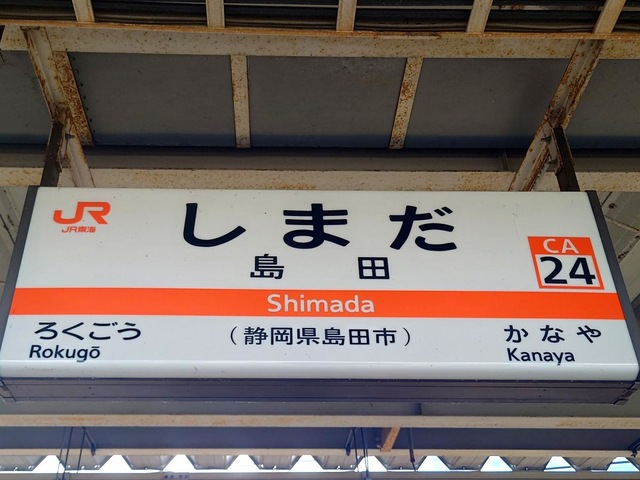 JR
JR東海
しまだ
島田
CA
24
Shimada
ろくごう
Rokugō
（静岡県島田市）
かなや
Kanaya